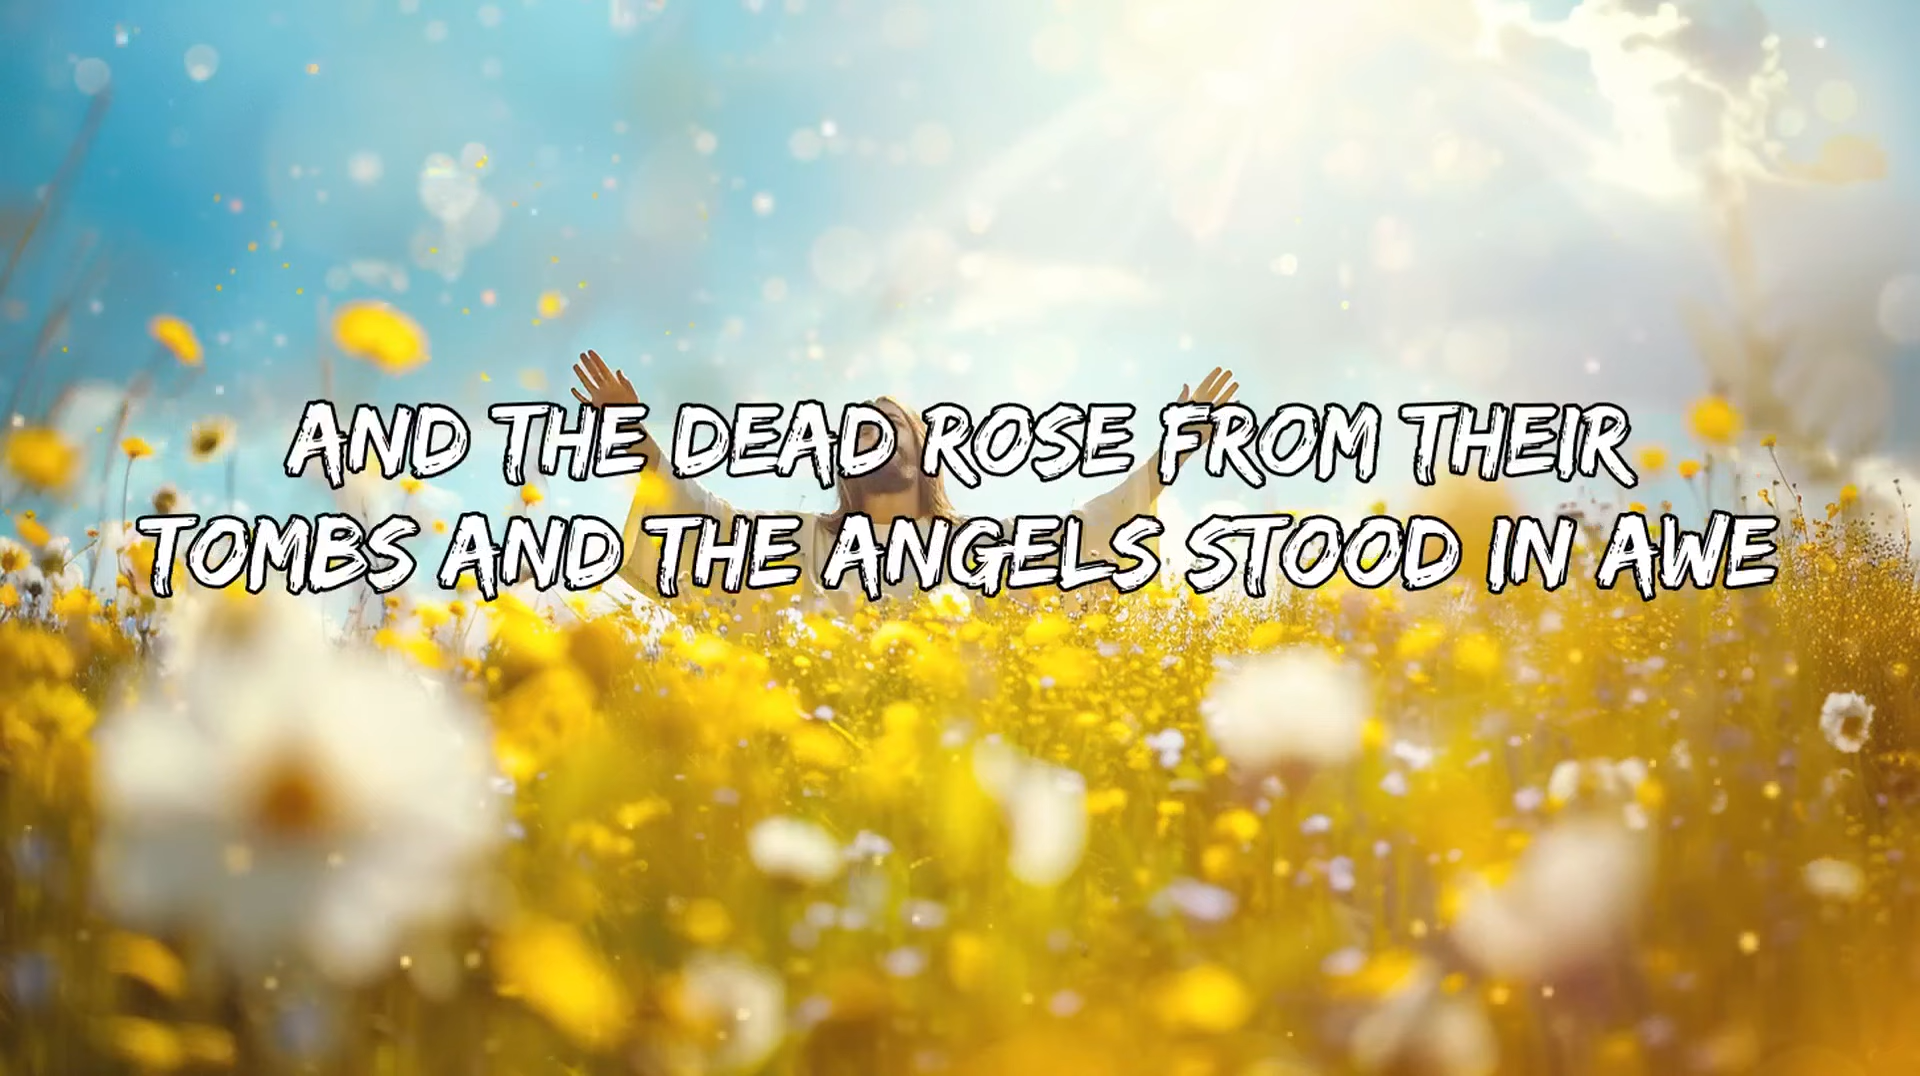 AND THE DEAD ROSE FROM THEIR
TOMBS AND THE ANGELS STOOD IN AWE